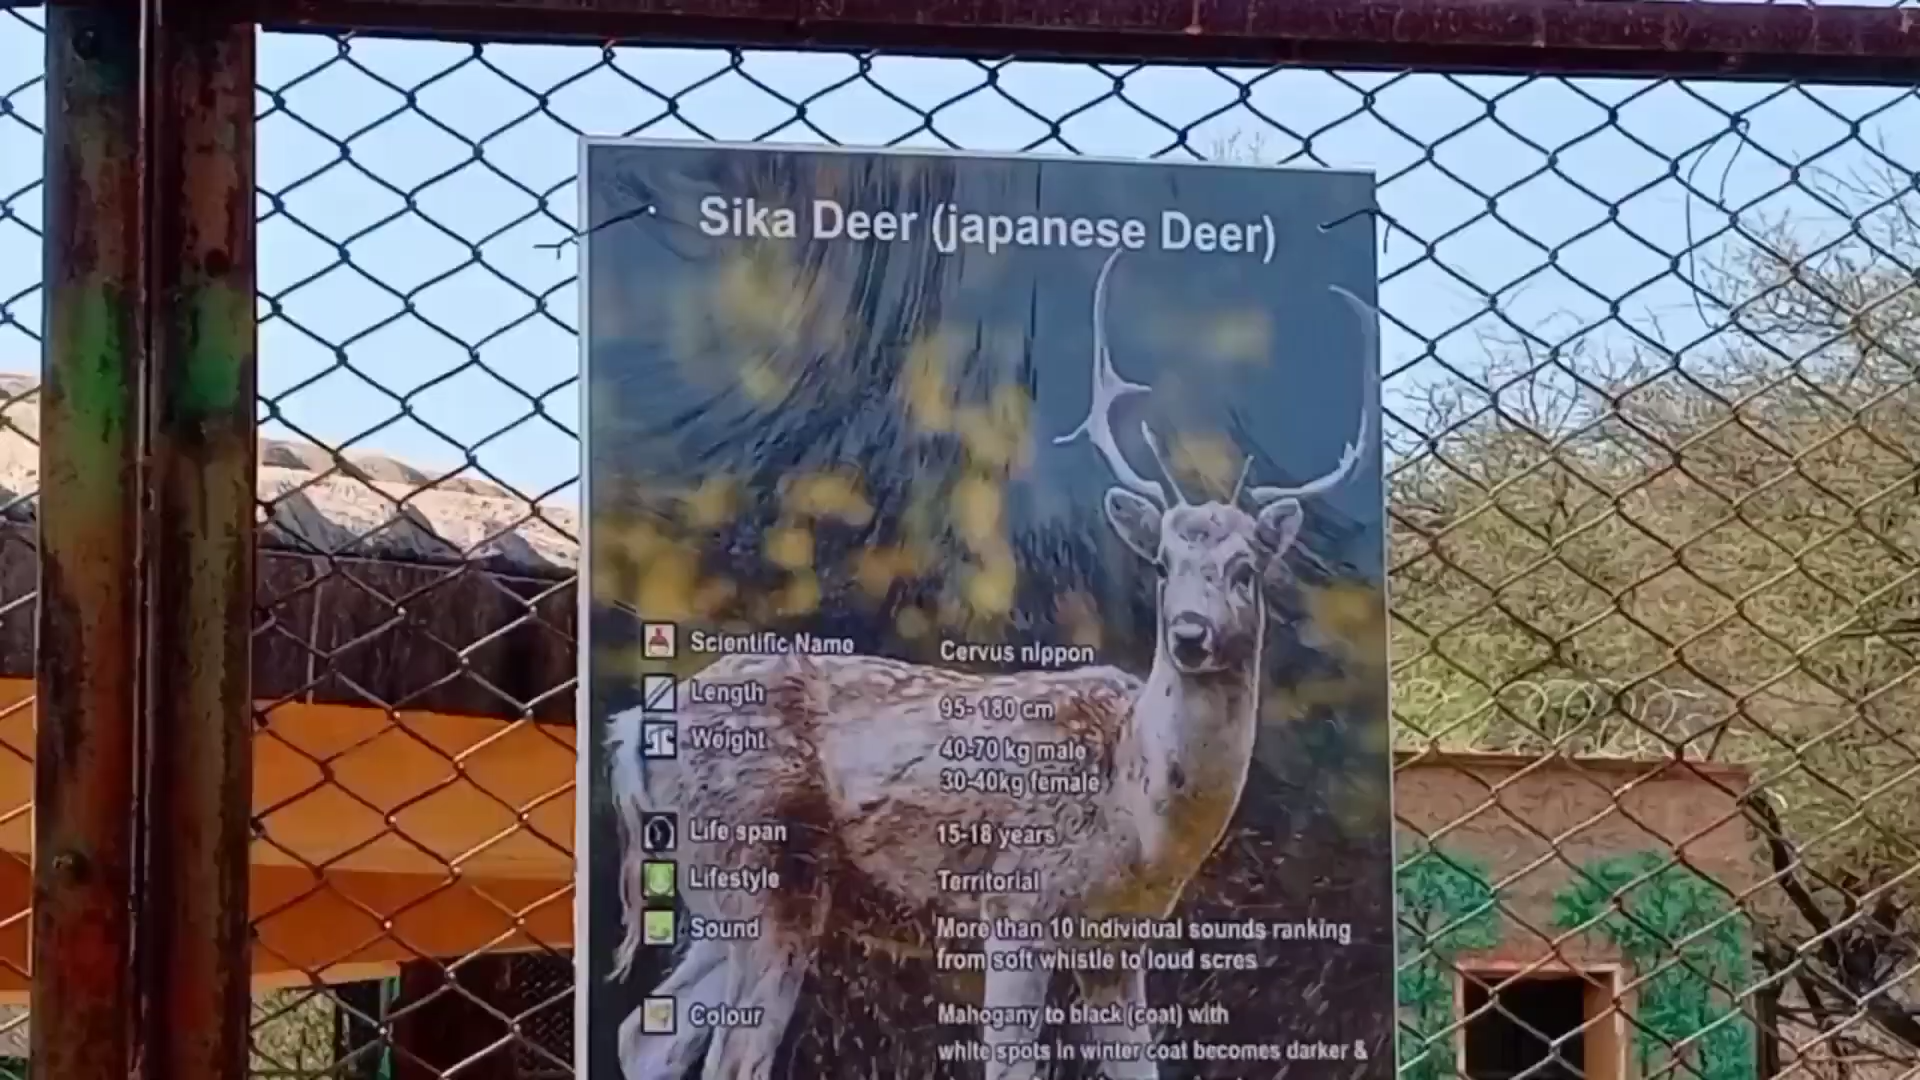 Sika Deer (japanese Deer)
Scientific Name Cervus nippon
Length 95- 180 cm
Weight 40-70 kg male
30-40kg female
Life span 15-18 years
Lifestyle Territorial
Sound More than 10 individual sounds ranking
from soft whistle to loud scres
Colour Mahogany to black (coat) with
white spots in winter coat becomes darker &